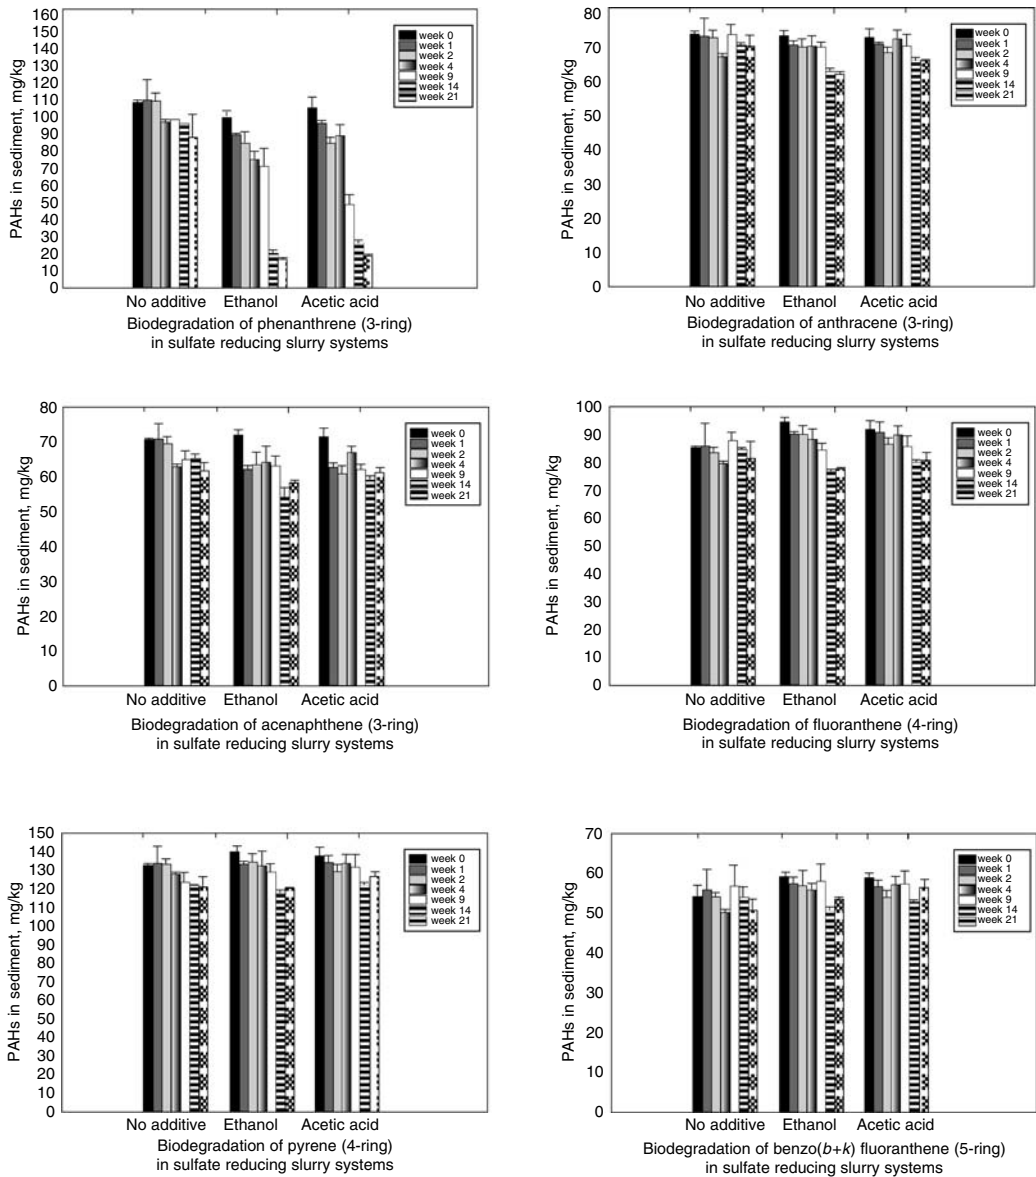 160
150
140
130
120
110
100
90
80
70
60
50
40
30
20
10
0
PAHs in sediment, mg/kg
week 0
week 1
week 2
week 4
week 9
week 14
week 21
No additive Ethanol Acetic acid
Biodegradation of phenanthrene (3-ring)
in sulfate reducing slurry systems
80
70
60
50
40
30
20
10
0
PAHs in sediment, mg/kg
week 0
week 1
week 2
week 4
week 9
week 14
week 21
No additive Ethanol Acetic acid
Biodegradation of anthracene (3-ring)
in sulfate reducing slurry systems
80
70
60
50
40
30
20
10
0
PAHs in sediment, mg/kg
week 0
week 1
week 2
week 4
week 9
week 14
week 21
No additive Ethanol Acetic acid
Biodegradation of acenaphthene (3-ring)
in sulfate reducing slurry systems
100
90
80
70
60
50
40
30
20
10
0
PAHs in sediment, mg/kg
week 0
week 1
week 2
week 4
week 9
week 14
week 21
No additive Ethanol Acetic acid
Biodegradation of fluoranthene (4-ring)
in sulfate reducing slurry systems
150
140
130
120
110
100
90
80
70
60
50
40
30
20
10
0
PAHs in sediment, mg/kg
week 0
week 1
week 2
week 4
week 9
week 14
week 21
No additive Ethanol Acetic acid
Biodegradation of pyrene (4-ring)
in sulfate reducing slurry systems
70
60
50
40
30
20
10
0
PAHs in sediment, mg/kg
week 0
week 1
week 2
week 4
week 9
week 14
week 21
No additive Ethanol Acetic acid
Biodegradation of benzo(b+k) fluoranthene (5-ring)
in sulfate reducing slurry systems